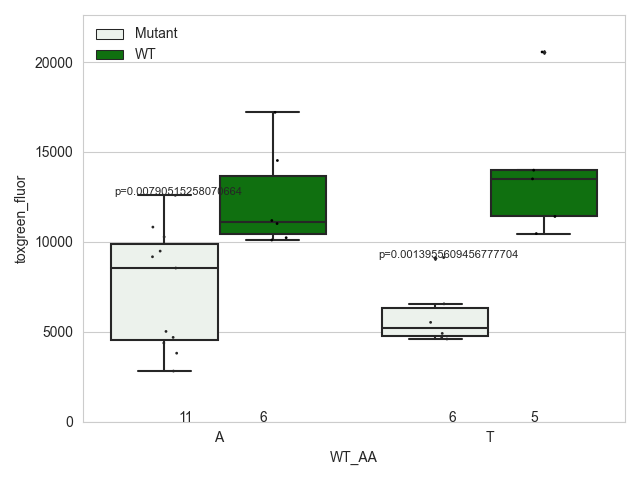 Mutant
WT
20000
15000
10000
5000
0
toxgreen_fluor
p=0.00790515258070664
p=0.0013955609456777704
11
6
6
5
A
T
WT_AA